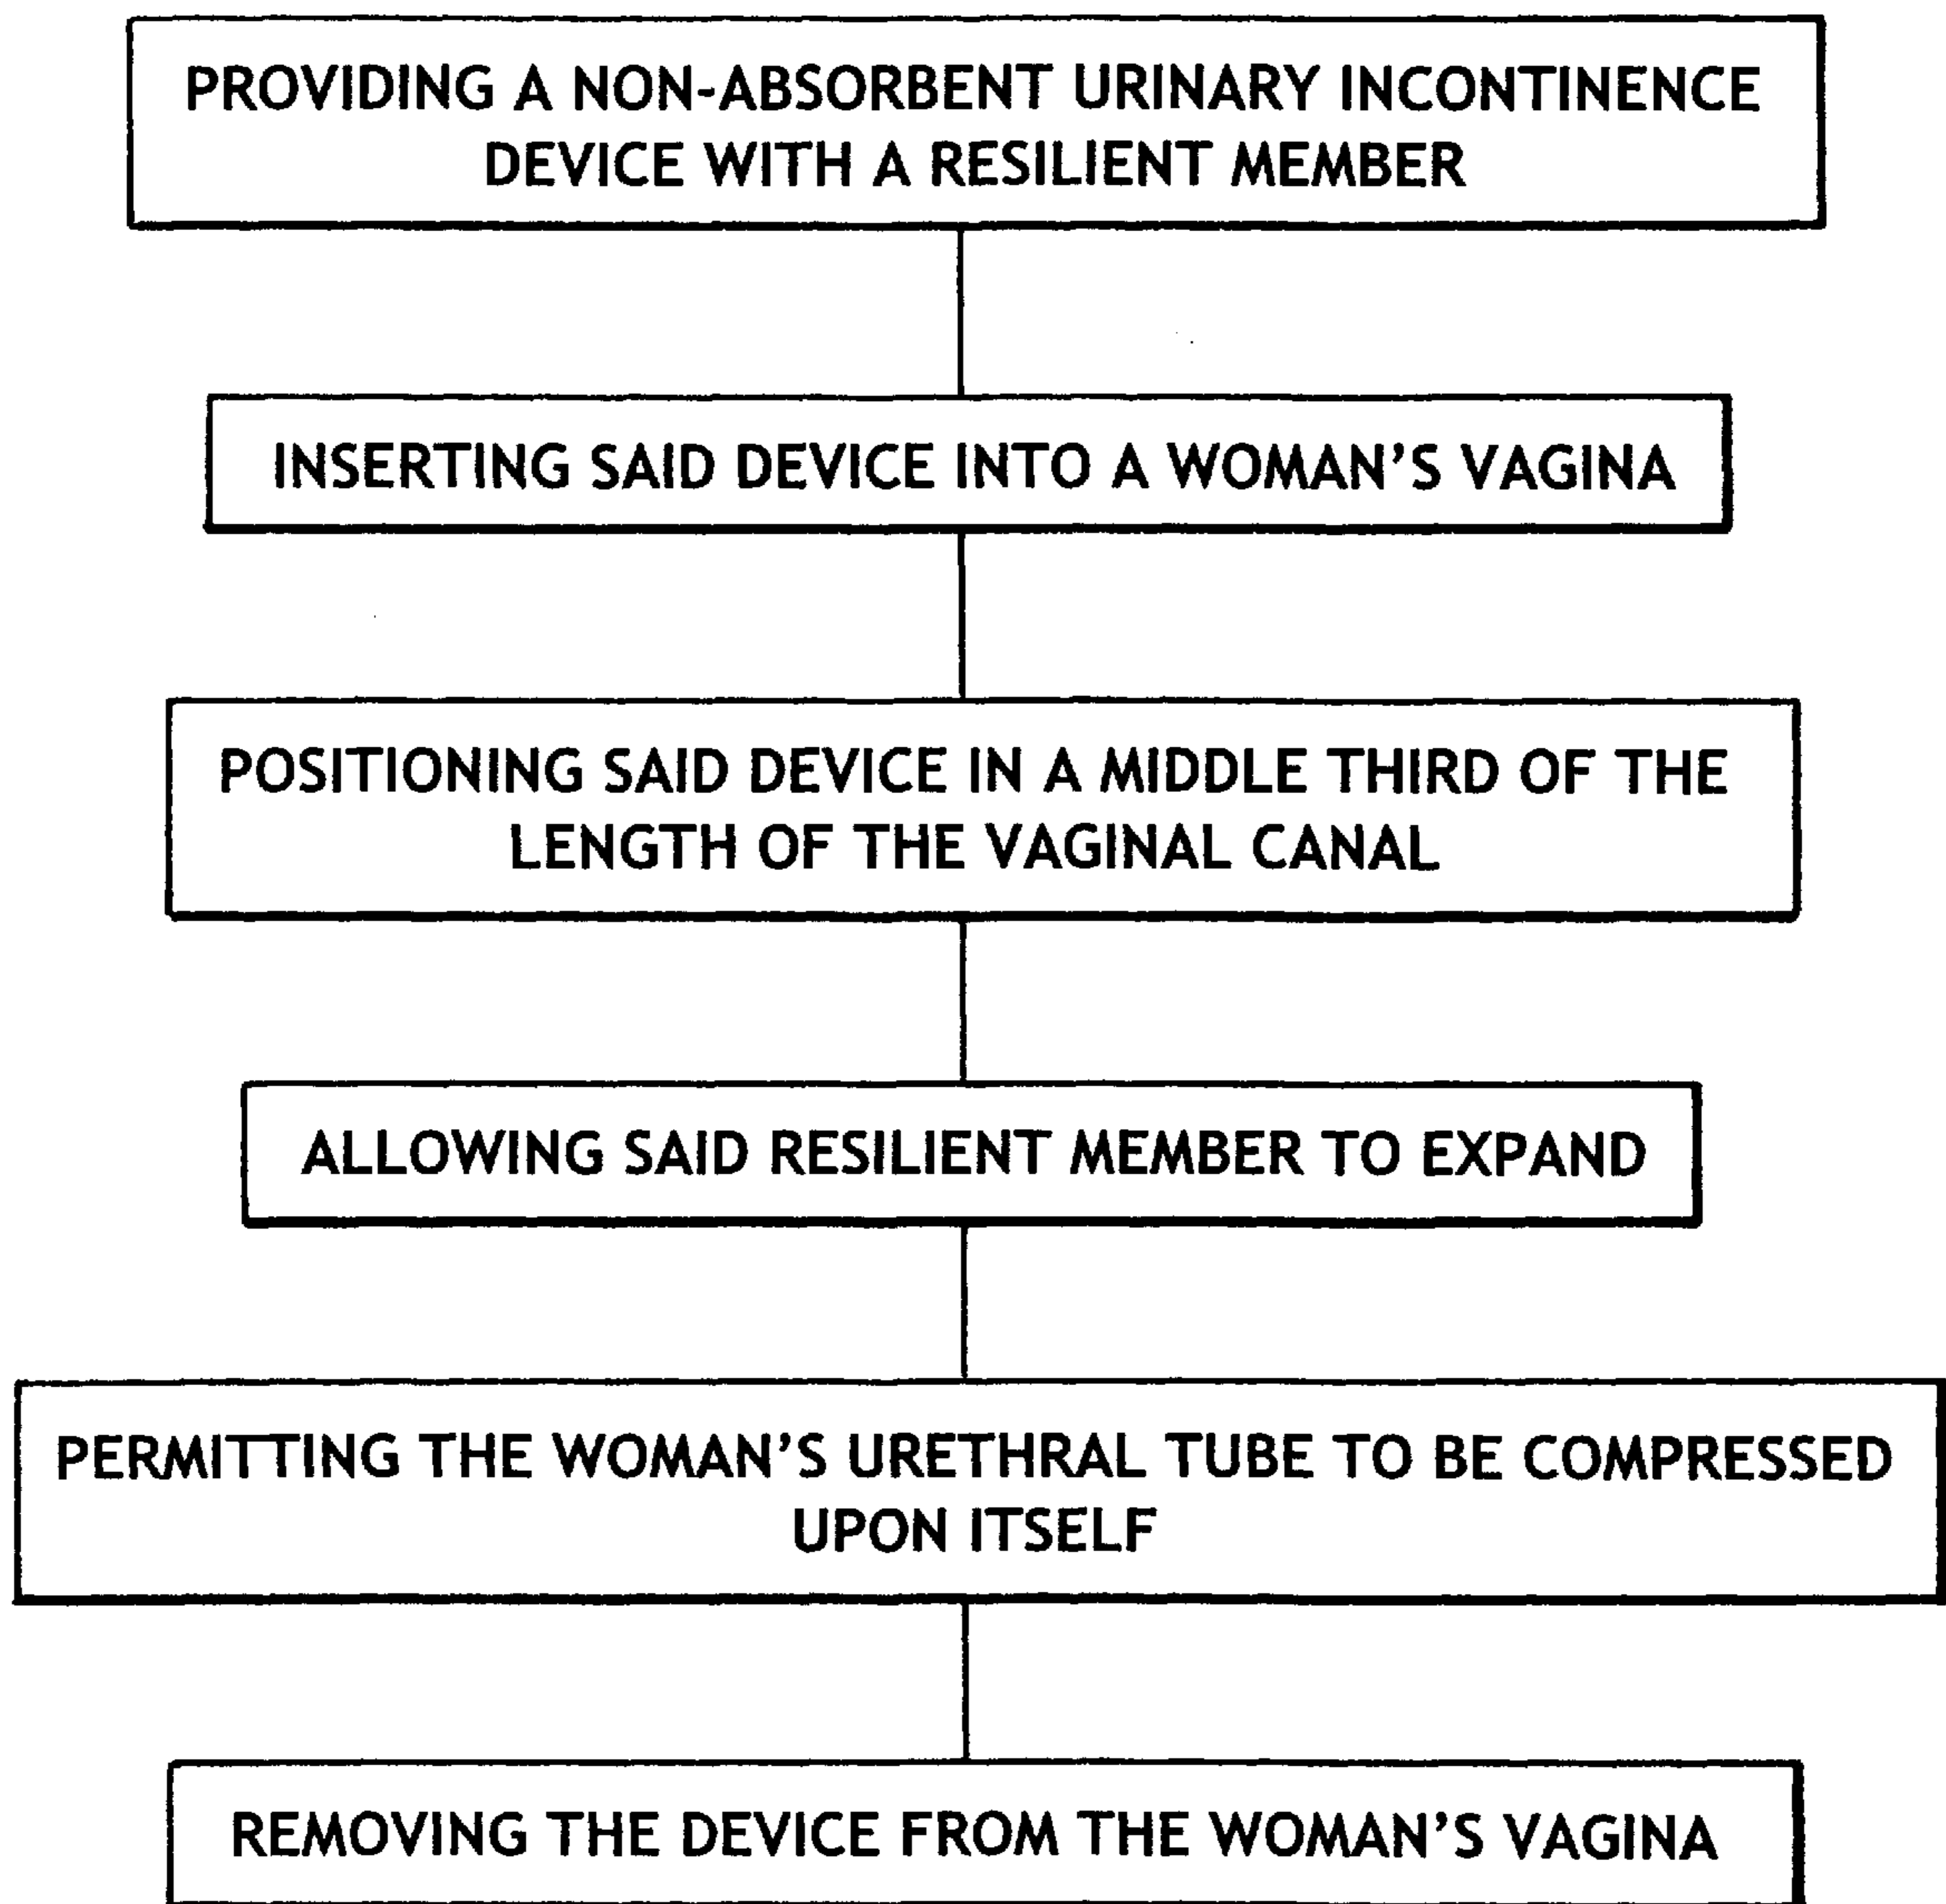 PROVIDING A NON-ABSORBENT URINARY INCONTINENCE
DEVICE WITH A RESILIENT MEMBER
INSERTING SAID DEVICE INTO A WOMAN'S VAGINA
POSITIONING SAID DEVICE IN A MIDDLE THIRD OF THE
LENGTH OF THE VAGINAL CANAL
ALLOWING SAID RESILIENT MEMBER TO EXPAND
PERMITTING THE WOMAN'S URETHRAL TUBE TO BE COMPRESSED
UPON ITSELF
REMOVING THE DEVICE FROM THE WOMAN'S VAGINA